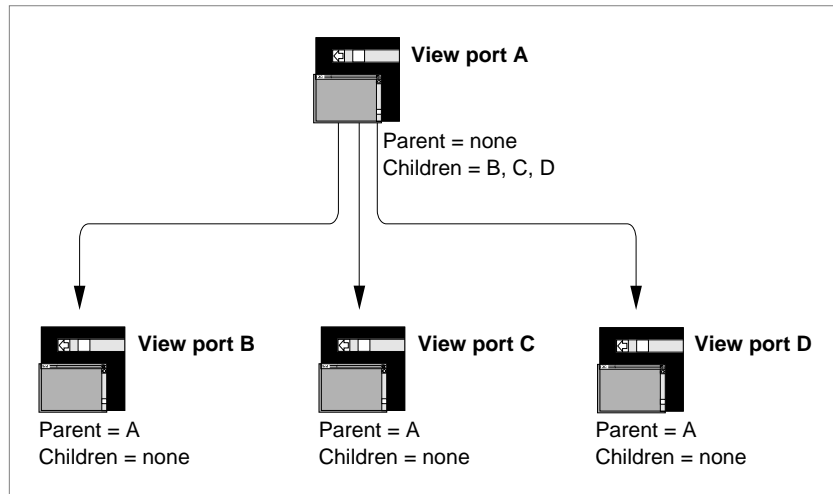 View port A
Parent = none
Children = B, C, D
View port B
View port C
View port D
Parent = A
Children = none
Parent = A
Children = none
Parent = A
Children = none